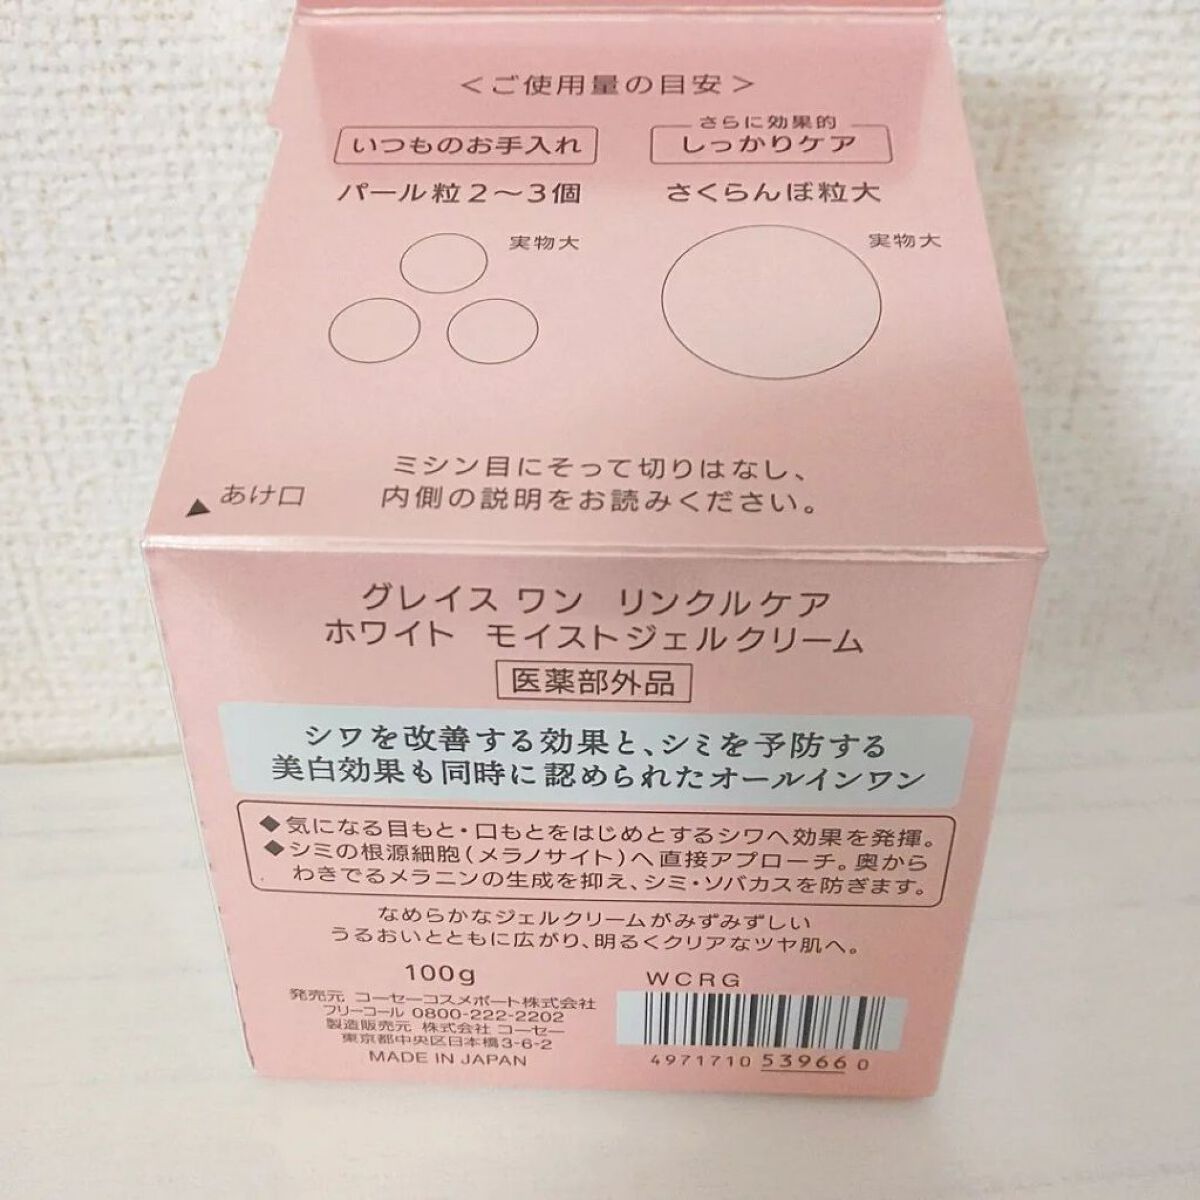 ＜ご使用量の目安＞
いつものお手入れ
さらに効果的
しっかりケア
パール粒2～3個
さくらんぼ粒大
実物大
実物大
ミシン目にそって切りはなし、
内側の説明をお読みください。
▲ あけ口
グレイス ワン リンクルケア
ホワイト モイストジェルクリーム
医薬部外品
シワを改善する効果と、シミを予防する
美白効果も同時に認められたオールインワン
◆気になる目もと・口もとをはじめとするシワへ効果を発揮。
◆シミの根源細胞(メラノサイト)へ直接アプローチ。奥から
わきでるメラニンの生成を抑え、シミ・ソバカスを防ぎます。
なめらかなジェルクリームがみずみずしい
うるおいとともに広がり、明るくクリアなツヤ肌へ。
100g
WCRG
発売元 コーセーコスメポート株式会社
フリーコール 0800-222-2202
製造販売元 株式会社 コーセー
東京都中央区日本橋3-6-2
MADE IN JAPAN
4971710 53966 0